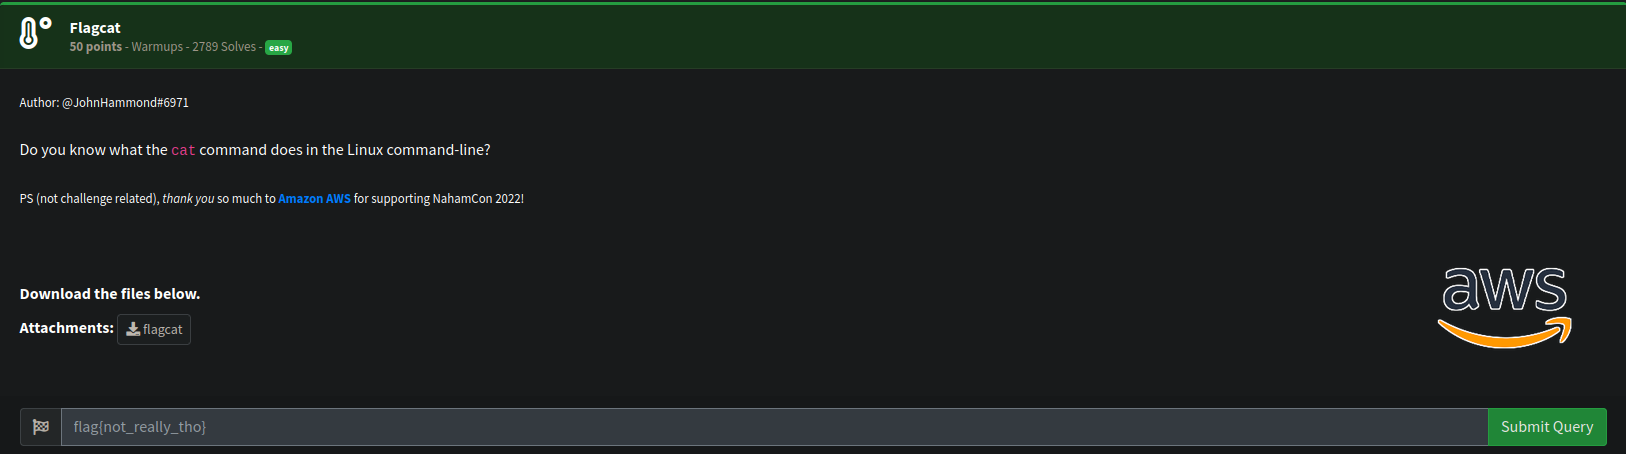 Flagcat
50 points - Warmups - 2789 Solves - easy
Author: @JohnHammond#6971
Do you know what the cat command does in the Linux command-line?
PS (not challenge related), thank you so much to Amazon AWS for supporting NahamCon 2022!
aws
Download the files below.
Attachments: flagcat
flag{not_really_tho}
Submit Query